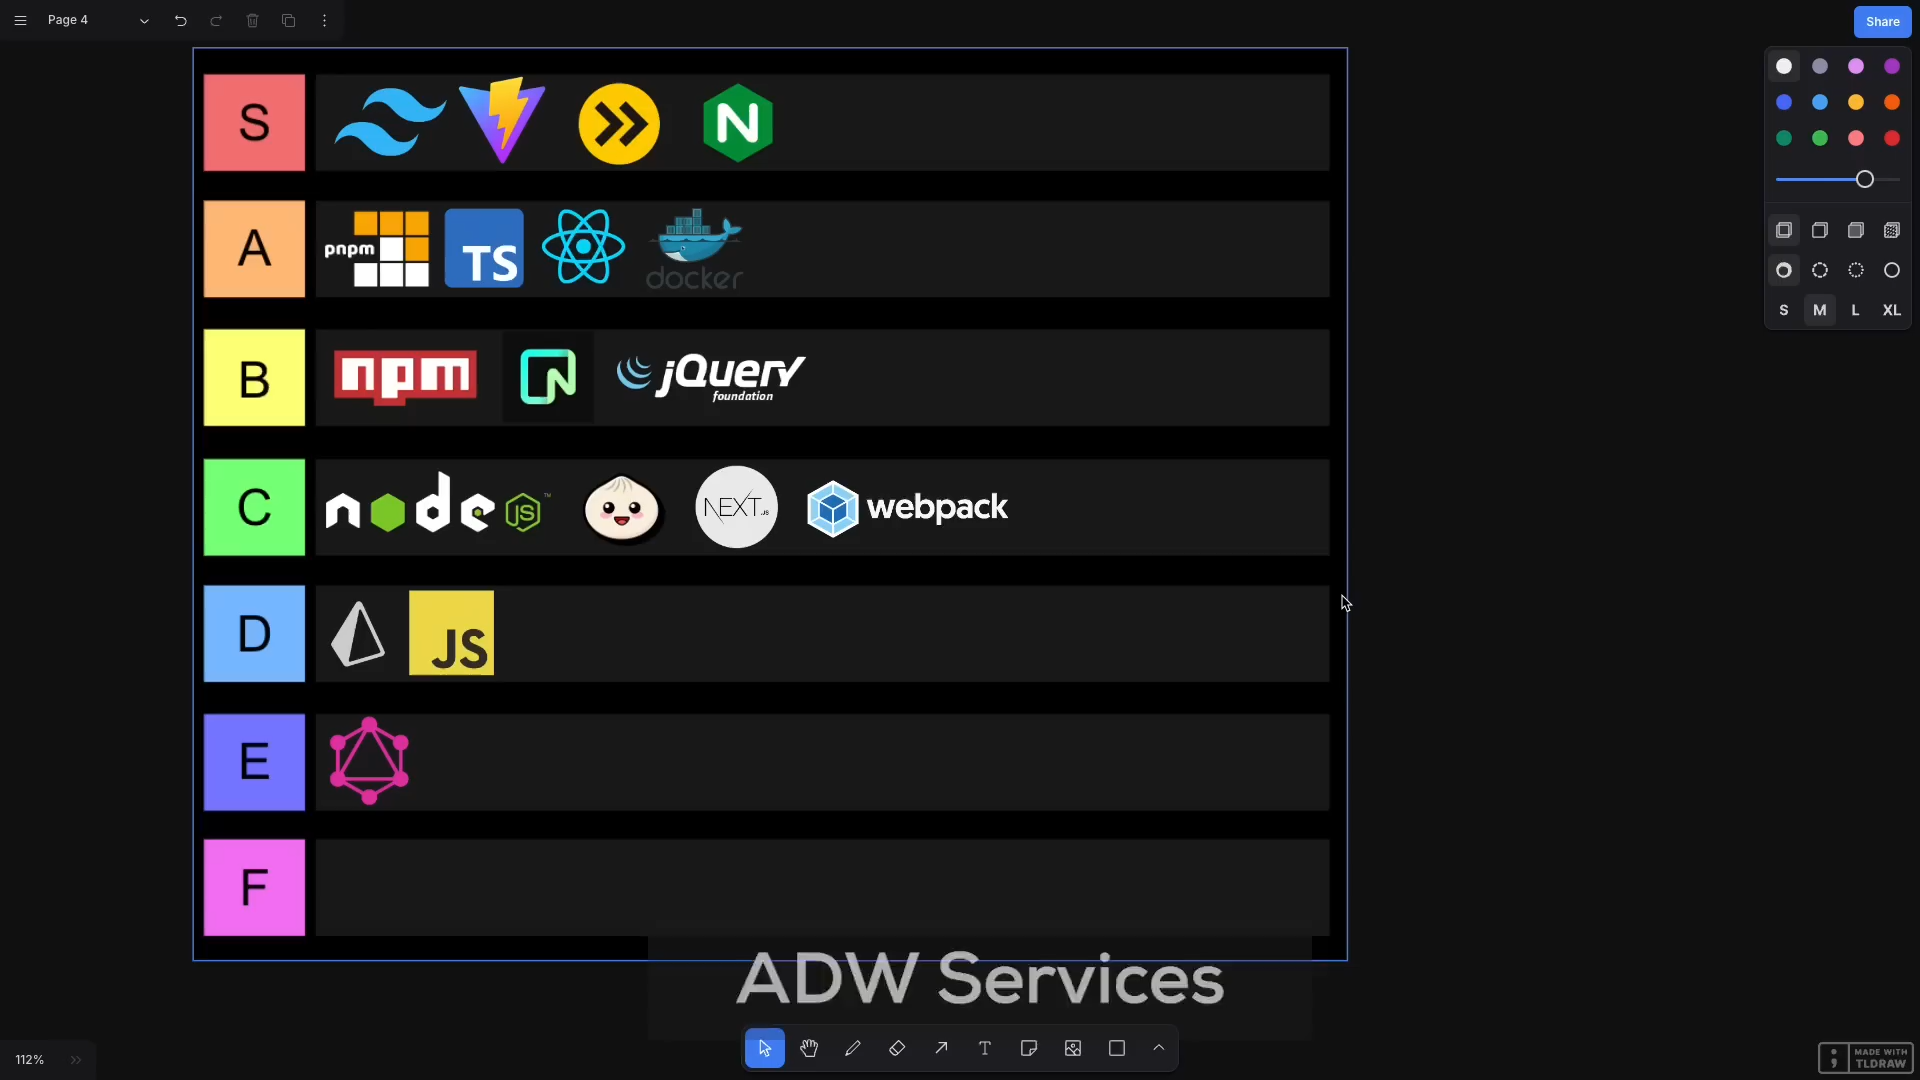 Page 4
Share
S
N
A
pnpm
TS
docker
B
npm
jQuery
foundation
C
node
JS
™
NEXT.JS
webpack
D
JS
E
F
S M L XL
ADW Services
T
112%
MADE WITH
TLDRAW